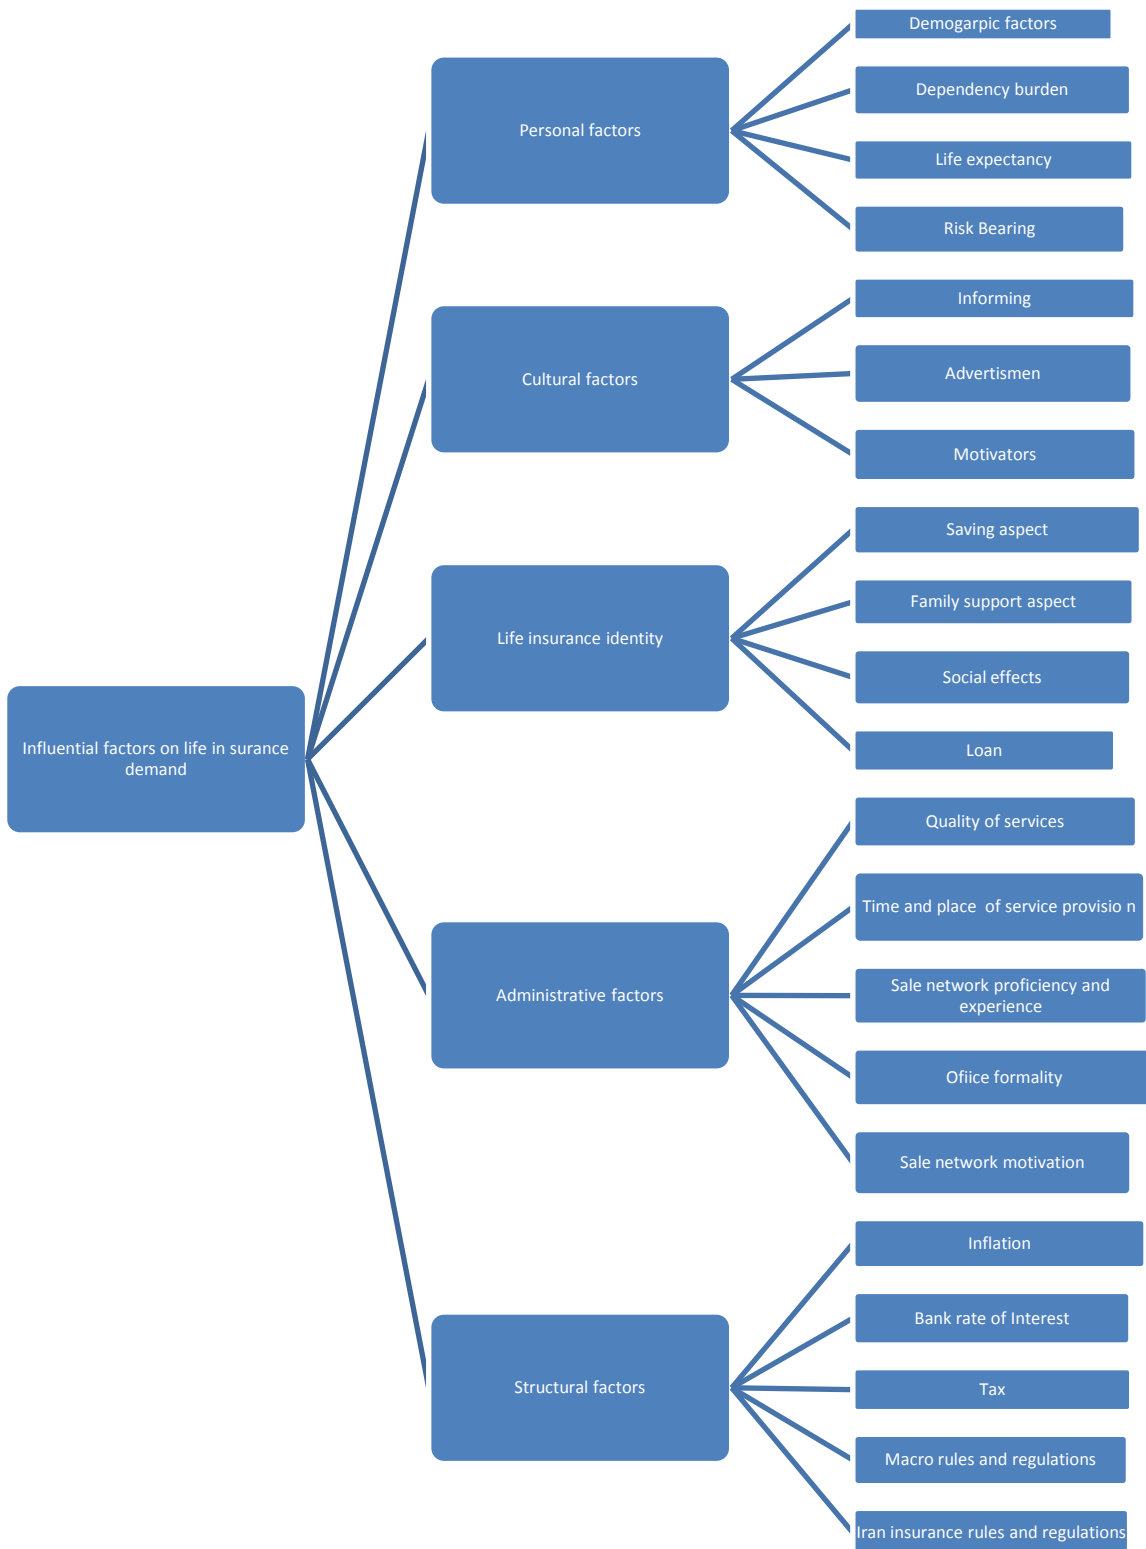 Demogarpic factors
Dependency burden
Personal factors
Life expectancy
Risk Bearing
Informing
Cultural factors
Advertismen
Motivators
Saving aspect
Family support aspect
Life insurance identity
Social effects
Loan
Influential factors on life in surance
demand
Quality of services
Time and place  of service provisio n
Administrative factors
Sale network proficiency and
experience
Ofiice formality
Sale network motivation
Inflation
Bank rate of Interest
Structural factors
Tax
Macro rules and regulations
Iran insurance rules and regulations